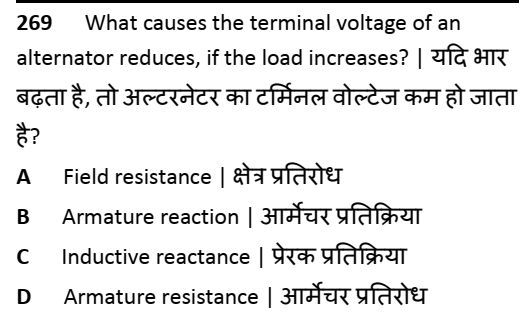 269 What causes the terminal voltage of an
alternator reduces, if the load increases? | यदि भार
बढ़ता है, तो अल्टरनेटर का टर्मिनल वोल्टेज कम हो जाता
है?
A Field resistance | क्षेत्र प्रतिरोध
B Armature reaction | आर्मेचर प्रतिक्रिया
C Inductive reactance | प्रेरक प्रतिक्रिया
D Armature resistance | आर्मेचर प्रतिरोध